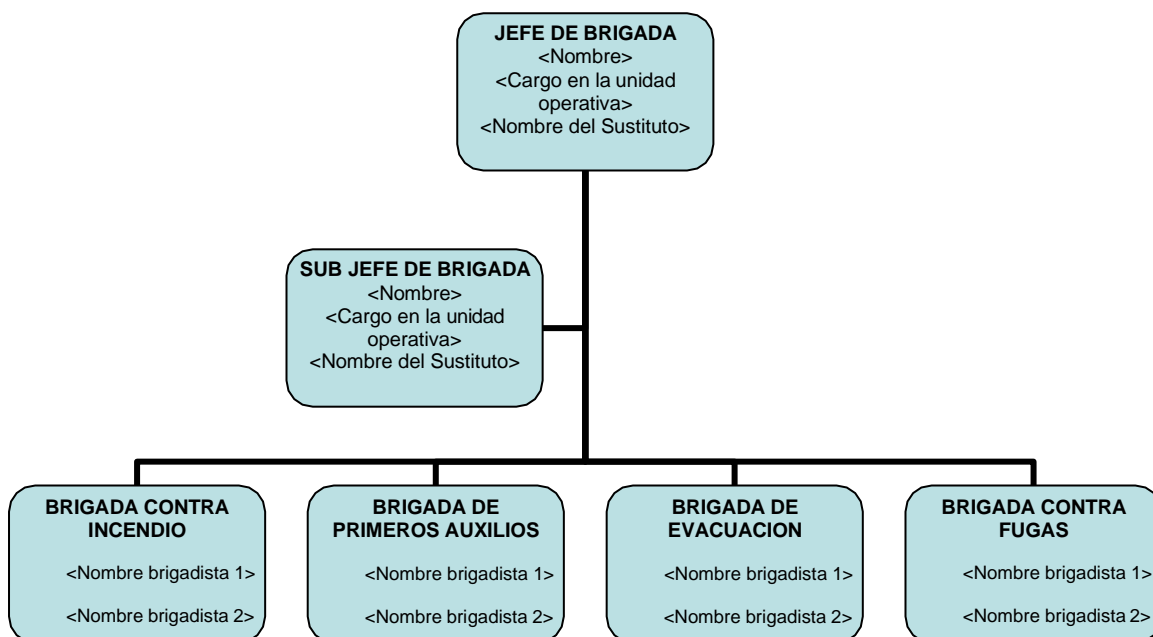 JEFE DE BRIGADA
<Nombre>
<Cargo en la unidad
operativa>
<Nombre del Sustituto>
SUB JEFE DE BRIGADA
<Nombre>
<Cargo en la unidad
operativa>
<Nombre del Sustituto>
BRIGADA CONTRA
INCENDIO
<Nombre brigadista 1>
<Nombre brigadista 2>
BRIGADA DE
PRIMEROS AUXILIOS
<Nombre brigadista 1>
<Nombre brigadista 2>
BRIGADA DE
EVACUACION
<Nombre brigadista 1>
<Nombre brigadista 2>
BRIGADA CONTRA
FUGAS
<Nombre brigadista 1>
<Nombre brigadista 2>